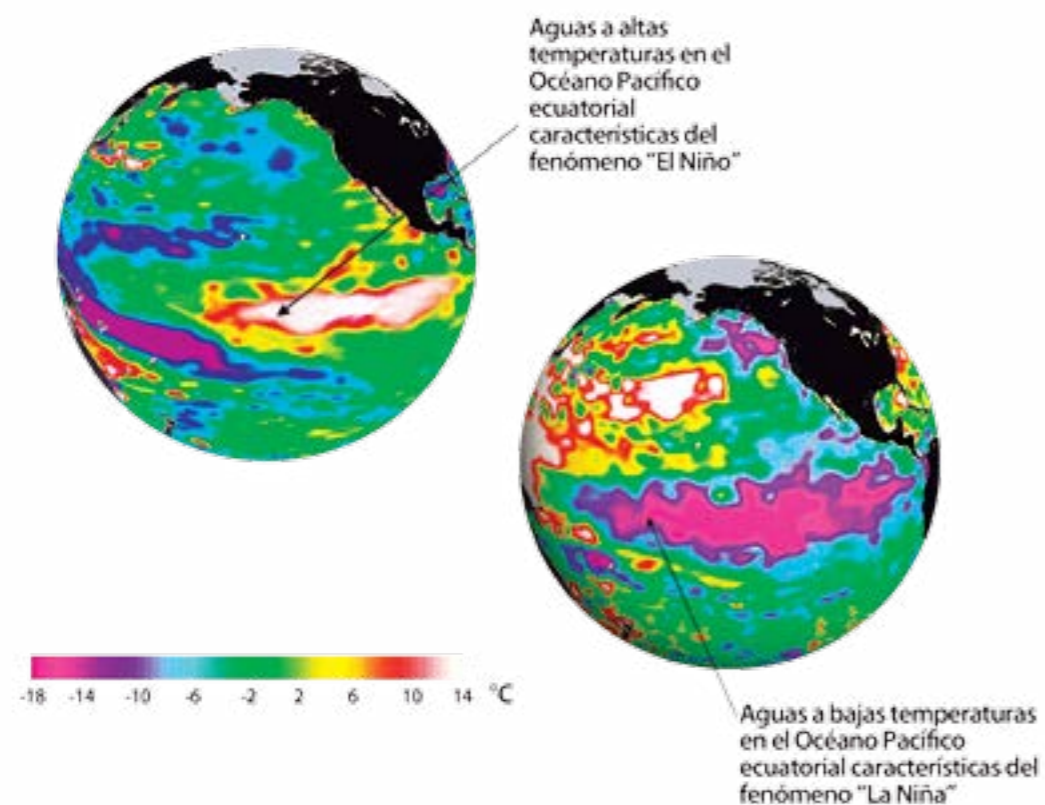 Aguas a altas
temperaturas en el
Océano Pacífico
ecuatorial
características del
fenómeno "El Niño"
-18 -14 -10 -6 -2 2 6 10 14 °C
Aguas a bajas temperaturas
en el Océano Pacífico
ecuatorial características del
fenómeno "La Niña"